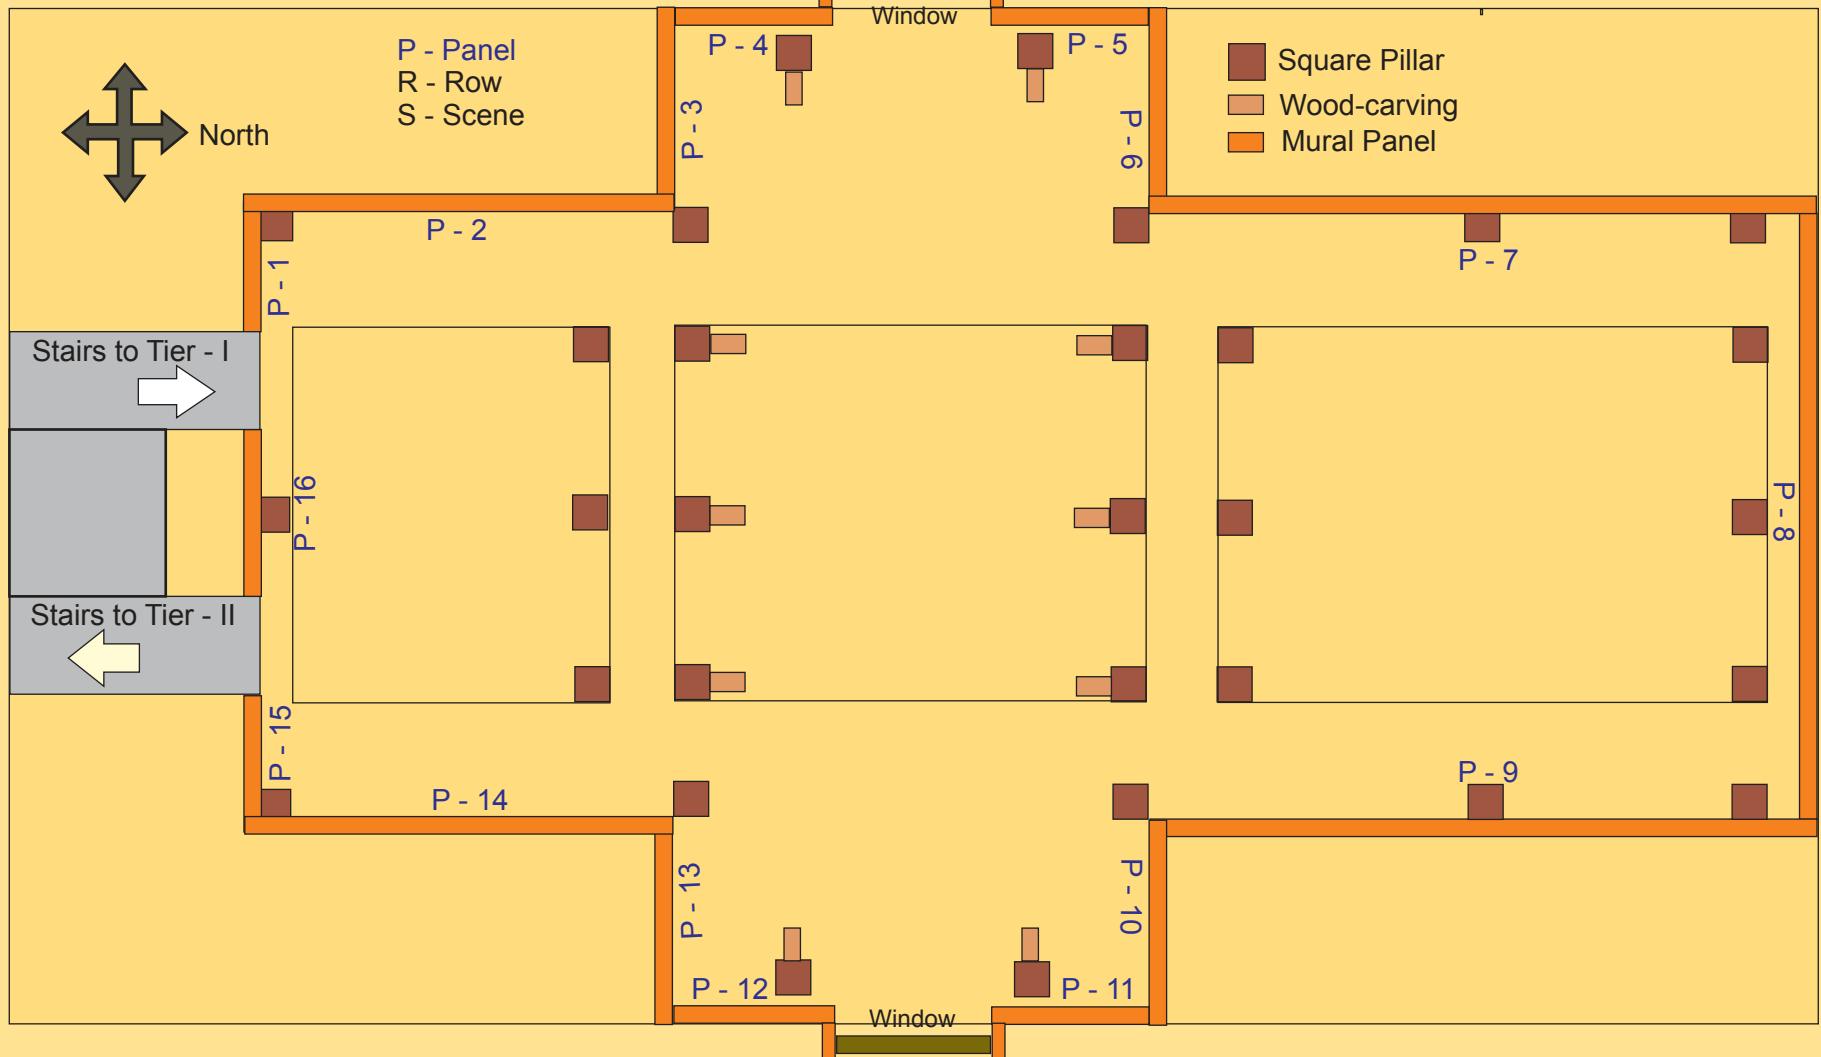 Window
P - Panel
R - Row
S - Scene
North
P - 4
P - 5
Square Pillar
Wood-carving
Mural Panel
P - 3
P - 6
P - 2
P - 1
P - 7
Stairs to Tier - I
P - 16
P - 8
Stairs to Tier - II
P - 15
P - 14
P - 9
P - 13
P - 10
P - 12
P - 11
Window